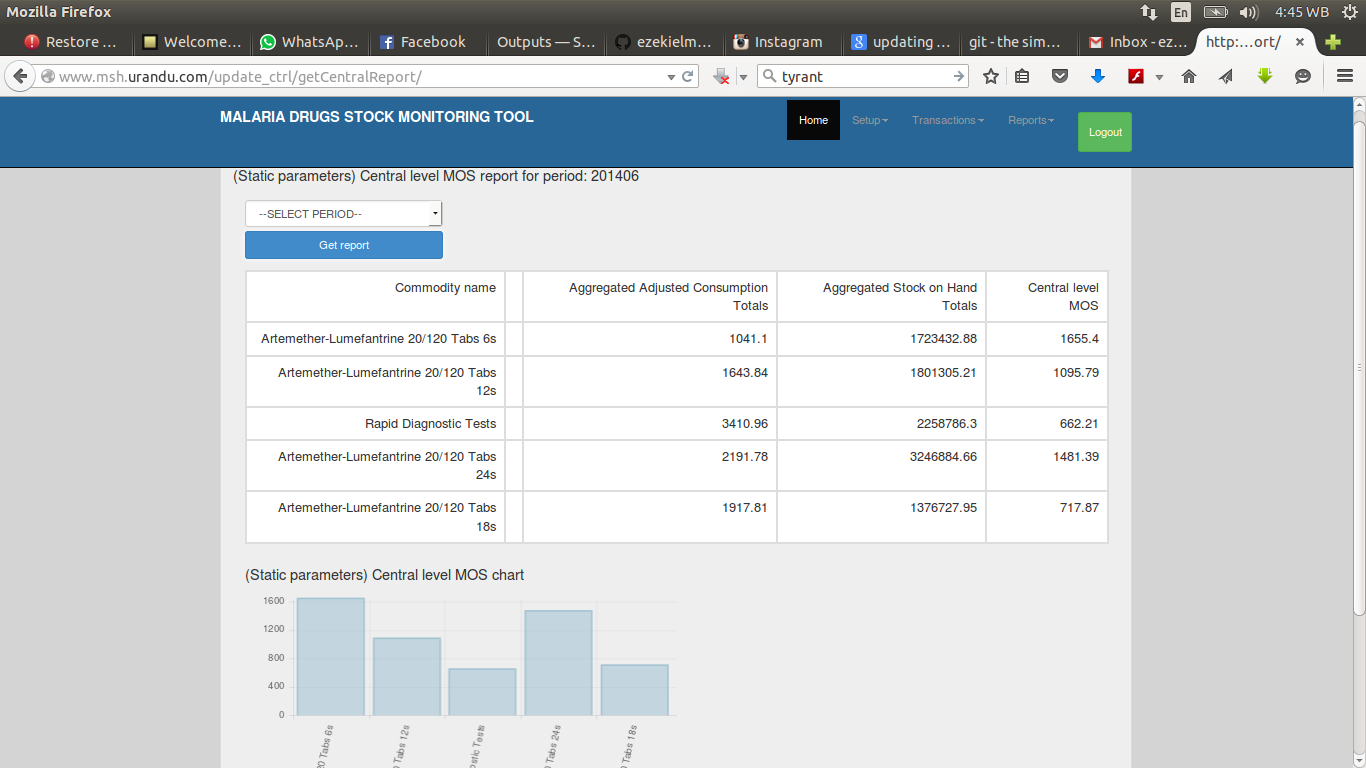 Mozilla Firefox
En
4:45 WB
Restore ...
Welcome...
WhatsAp...
Facebook
Outputs — S...
ezekielm...
Instagram
updating ...
git - the sim...
Inbox - ez...
http:...ort/
www.msh.urandu.com/update_ctrl/getCentralReport/
tyrant
MALARIA DRUGS STOCK MONITORING TOOL
Home
Setup
Transactions
Reports
Logout
(Static parameters) Central level MOS report for period: 201406
--SELECT PERIOD--
Get report
Commodity name
Aggregated Adjusted Consumption
Totals
Aggregated Stock on Hand
Totals
Central level
MOS
Artemether-Lumefantrine 20/120 Tabs 6s 1041.1 1723432.88 1655.4
Artemether-Lumefantrine 20/120 Tabs 1643.84 1801305.21 1095.79
12s
Rapid Diagnostic Tests 3410.96 2258786.3 662.21
Artemether-Lumefantrine 20/120 Tabs 2191.78 3246884.66 1481.39
24s
Artemether-Lumefantrine 20/120 Tabs 1917.81 1376727.95 717.87
18s
(Static parameters) Central level MOS chart
1600
1200
800
400
0
Tabs 6s
Tabs 12s
Tests
Tabs 24s
Tabs 18s